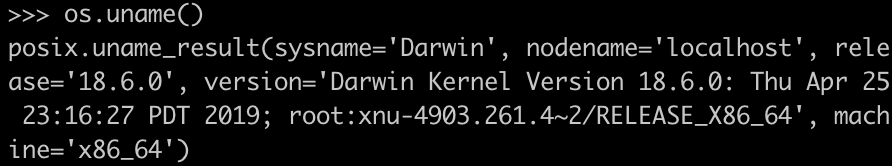 >>> os.uname()
posix.uname_result(sysname='Darwin', nodename='localhost', rele
ase='18.6.0', version='Darwin Kernel Version 18.6.0: Thu Apr 25
 23:16:27 PDT 2019; root:xnu-4903.261.4~2/RELEASE_X86_64', mach
ine='x86_64')